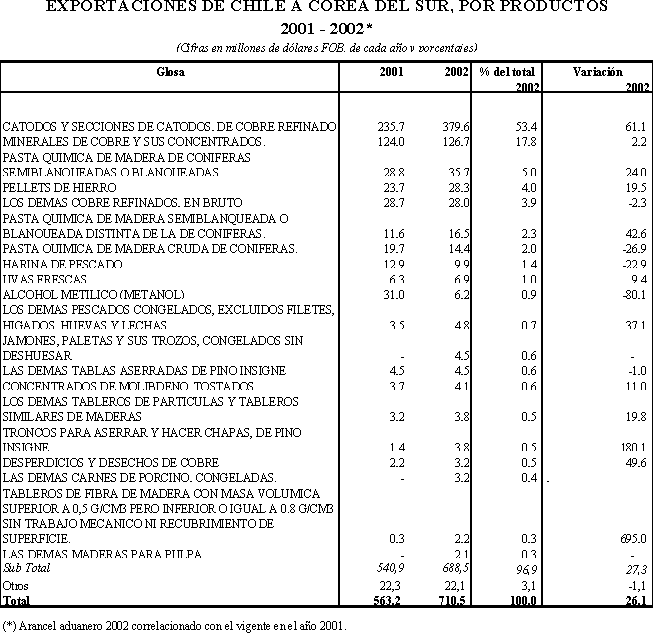 EXPORTACIONES DE CHILE A COREA DEL SUR, POR PRODUCTOS
2001 - 2002*
(Cifras en millones de dólares FOB. de cada año y porcentajes)
Glosa 2001 2002 % del total 2002 Variación 2002
CATODOS Y SECCIONES DE CATODOS. DE COBRE REFINADO 235.7 379.6 53.4 61.1
MINERALES DE COBRE Y SUS CONCENTRADOS. 124.0 126.7 17.8 2.2
PASTA QUIMICA DE MADERA DE CONIFERAS
SEMIBLANQUEADAS O BLANQUEADAS 28.8 35.7 5.0 24.0
PELLETS DE HIERRO 23.7 28.3 4.0 19.5
LOS DEMAS COBRE REFINADOS. EN BRUTO 28.7 28.0 3.9 -2.3
PASTA QUIMICA DE MADERA SEMIBLANQUEADA O
BLANQUEADA DISTINTA DE LA DE CONIFERAS. 11.6 16.5 2.3 42.6
PASTA QUIMICA DE MADERA CRUDA DE CONIFERAS. 19.7 14.4 2.0 -26.9
HARINA DE PESCADO 12.9 9.9 1.4 -22.9
UVAS FRESCAS 6.3 6.9 1.0 9.4
ALCOHOL METILICO (METANOL) 31.0 6.2 0.9 -80.1
LOS DEMAS PESCADOS CONGELADOS, EXCLUIDOS FILETES,
HIGADOS, HUEVAS Y LECHAS 3.5 4.8 0.7 37.1
JAMONES, PALETAS Y SUS TROZOS, CONGELADOS SIN
DESHUESAR - 4.5 0.6 -
LAS DEMAS TABLAS ASERRADAS DE PINO INSIGNE 4.5 4.5 0.6 -1.0
CONCENTRADOS DE MOLIBDENO. TOSTADOS 3.7 4.1 0.6 11.0
LOS DEMAS TABLEROS DE PARTICULAS Y TABLEROS
SIMILARES DE MADERAS 3.2 3.8 0.5 19.8
TRONCOS PARA ASERRAR Y HACER CHAPAS, DE PINO
INSIGNE 1.4 3.8 0.5 180.1
DESPERDICIOS Y DESECHOS DE COBRE 2.2 3.2 0.5 49.6
LAS DEMAS CARNES DE PORCINO. CONGELADAS. - 3.2 0.4 -
TABLEROS DE FIBRA DE MADERA CON MASA VOLUMICA
SUPERIOR A 0,5 G/CM3 PERO INFERIOR O IGUAL A 0.8 G/CM3
SIN TRABAJO MECANICO NI RECUBRIMIENTO DE
SUPERFICIE. 0.3 2.2 0.3 695.0
LAS DEMAS MADERAS PARA PULPA - 2.1 0.3 -
Sub Total 540,9 688,5 96,9 27,3
Otros 22,3 22,1 3,1 -1,1
Total 563.2 710.5 100.0 26.1
(*) Arancel aduanero 2002 correlacionado con el vigente en el año 2001.